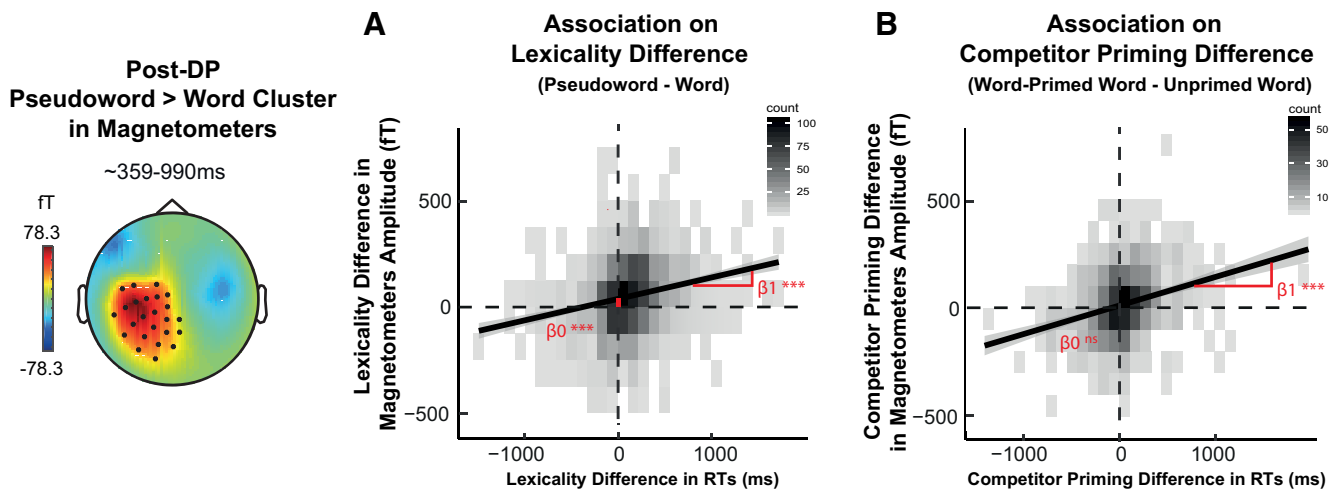 Post-DP
Pseudoword > Word Cluster
in Magnetometers
~359-990ms
fT
78.3
-78.3
A
Association on
Lexicality Difference
(Pseudoword - Word)
count
100
75
50
25
Lexicality Difference in
Magnetometers Amplitude (fT)
500
0
−500
β0 ***
β1 ***
−1000
0
1000
Lexicality Difference in RTs (ms)
B
Association on
Competitor Priming Difference
(Word-Primed Word - Unprimed Word)
count
50
30
10
Competitor Priming Difference
in Magnetometers Amplitude (fT)
500
0
−500
β0 ns
β1 ***
−1000
0
1000
Competitor Priming Difference in RTs (ms)